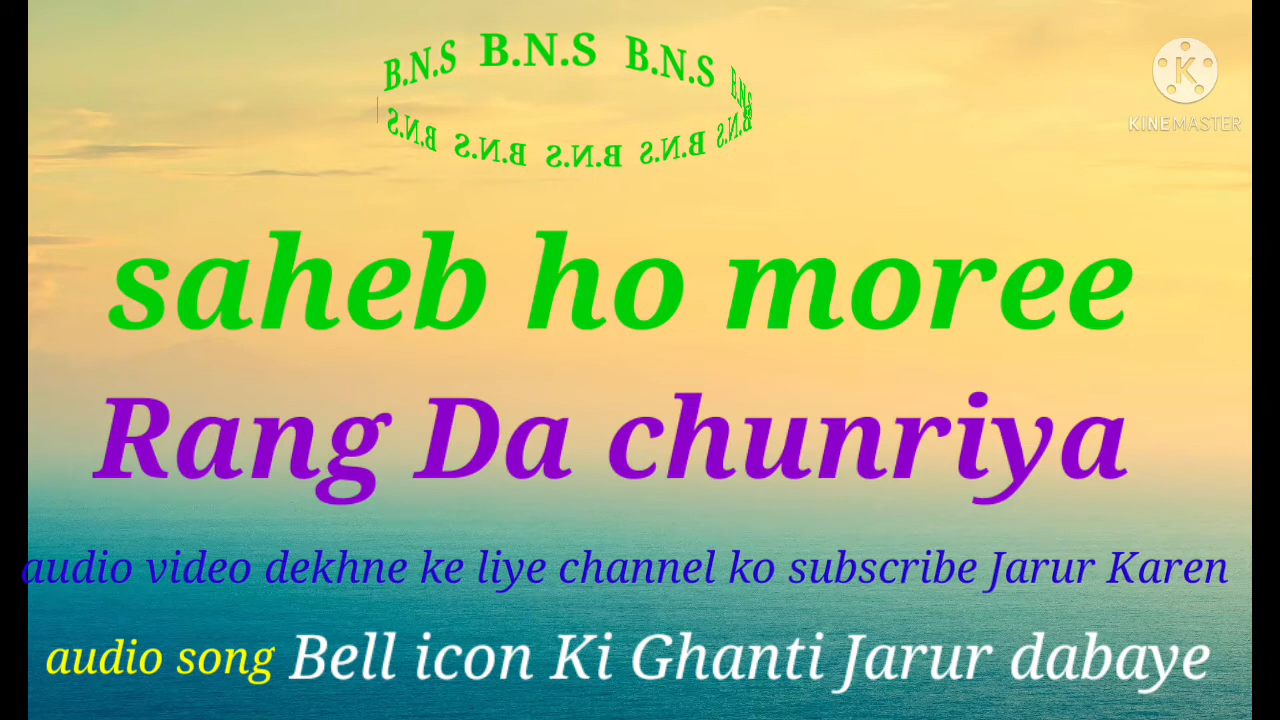 B.N.S B.N.S B.N.S B.N.S
B.N.S B.N.S B.N.S B.N.S B.N.S
KINEMASTER
saheb ho moree
Rang Da chunriya
audio video dekhne ke liye channel ko subscribe Jarur Karen
audio song Bell icon Ki Ghanti Jarur dabaye